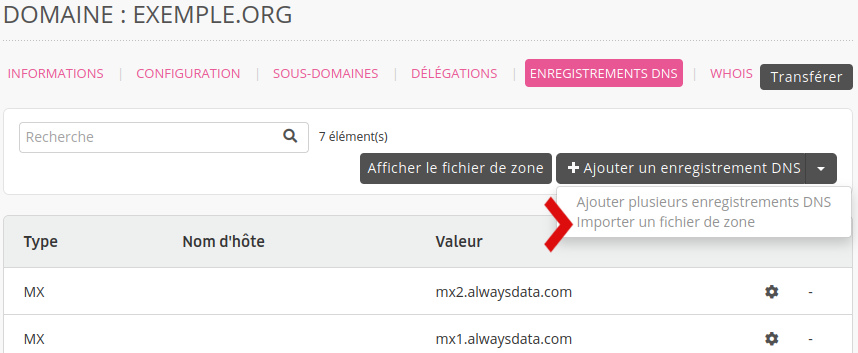 DOMAINE : EXEMPLE.ORG
INFORMATIONS | CONFIGURATION | SOUS-DOMAINES | DÉLÉGATIONS | ENREGISTREMENTS DNS | WHOIS Transférer
Recherche 7 élément(s)
Afficher le fichier de zone + Ajouter un enregistrement DNS
Ajouter plusieurs enregistrements DNS
Importer un fichier de zone
Type Nom d'hôte Valeur
MX mx2.alwaysdata.com -
MX mx1.alwaysdata.com -